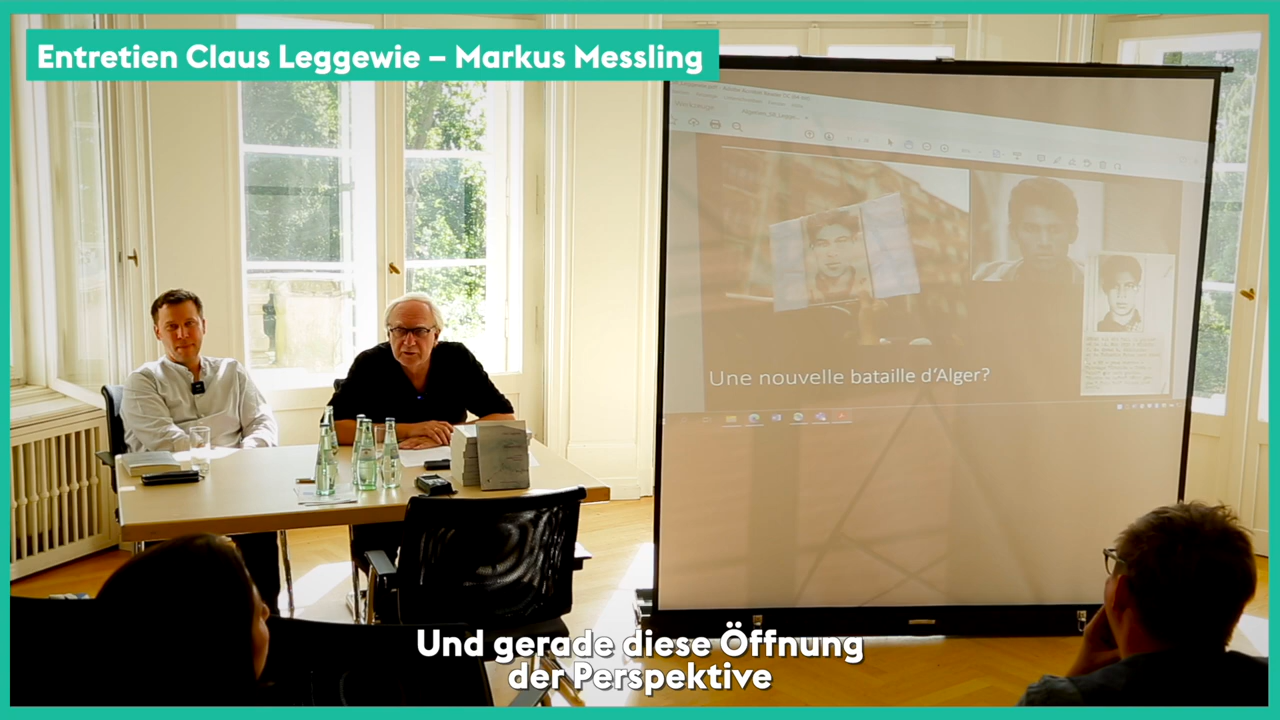 Entretien Claus Leggewie – Markus Messling
Une nouvelle bataille d'Alger?
Und gerade diese Öffnung
der Perspektive